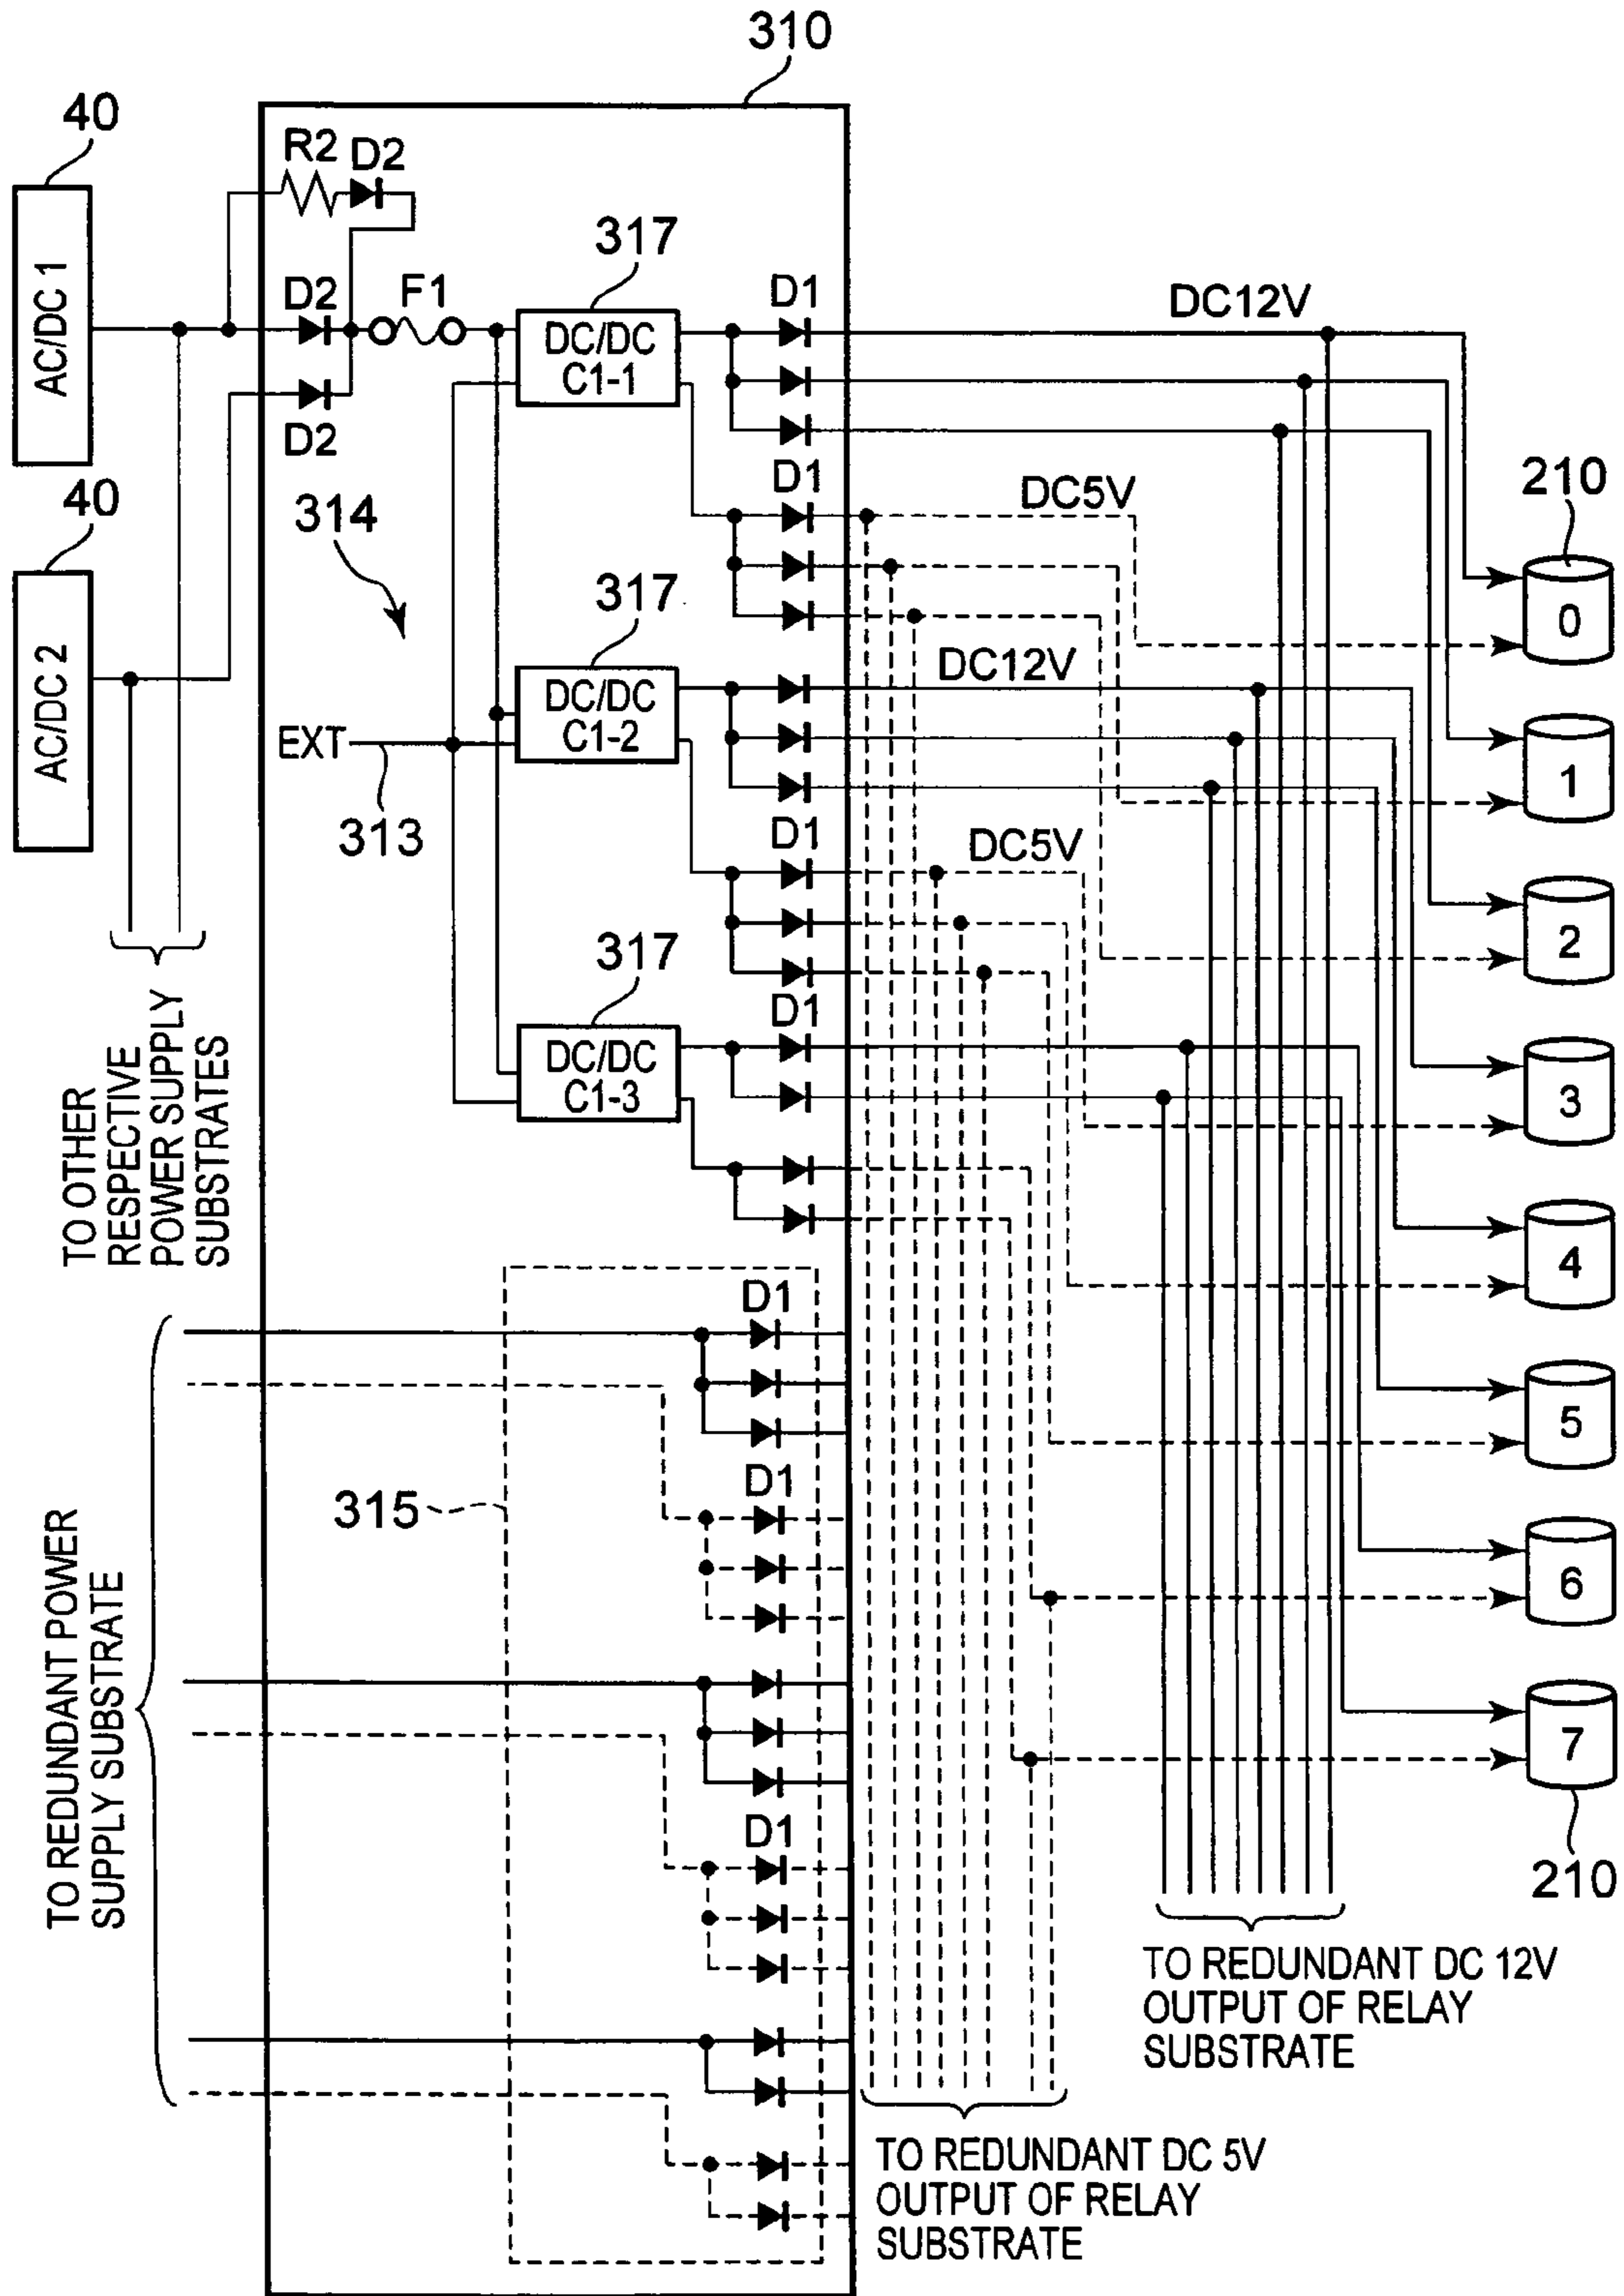 310
40
R2
D2
AC/DC 1
D2
F1
317
DC/DC
C1-1
D1
DC12V
D2
40
314
D1
DC5V
210
0
AC/DC 2
317
DC/DC
C1-2
DC12V
EXT
313
1
D1
DC5V
2
317
DC/DC
C1-3
D1
3
TO OTHER
RESPECTIVE
POWER SUPPLY
SUBSTRATES
4
D1
5
315
D1
6
TO REDUNDANT POWER
SUPPLY SUBSTRATE
7
D1
210
TO REDUNDANT DC 12V
OUTPUT OF RELAY
SUBSTRATE
TO REDUNDANT DC 5V
OUTPUT OF RELAY
SUBSTRATE